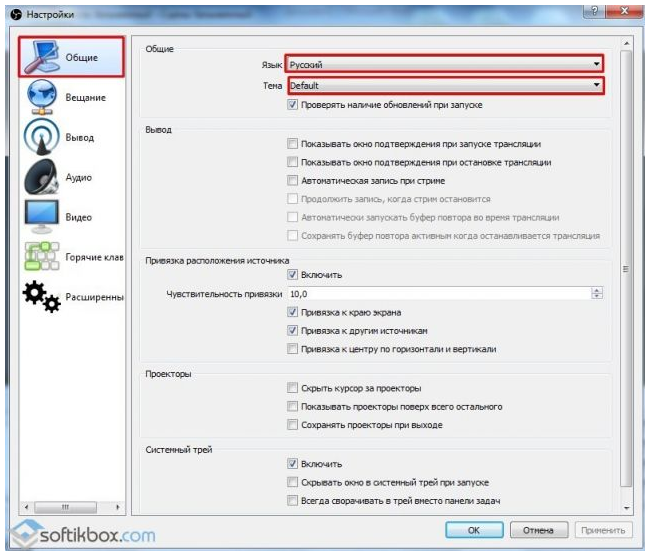 Настройки
Общие
Вещание
Вывод
Аудио
Видео
Горячие клав
Расширенны
Общие
Язык Русский
Тема Default
Проверять наличие обновлений при запуске
Вывод
Показывать окно подтверждения при запуске трансляции
Показывать окно подтверждения при остановке трансляции
Автоматическая запись при стриме
Продолжить запись, когда стрим остановится
Автоматически запускать буфер повтора во время трансляции
Сохранять буфер повтора активным когда останавливается трансляция
Привязка расположения источника
Включить
Чувствительность привязки 10,0
Привязка к краю экрана
Привязка к другим источникам
Привязка к центру по горизонтали и вертикали
Проекторы
Скрыть курсор за проекторы
Показывать проекторы поверх всего остального
Сохранять проекторы при выходе
Системный трей
Включить
Скрывать окно в системный трей при запуске
Всегда сворачивать в трей вместо панели задач
softikbox.com
OK Отмена Применить